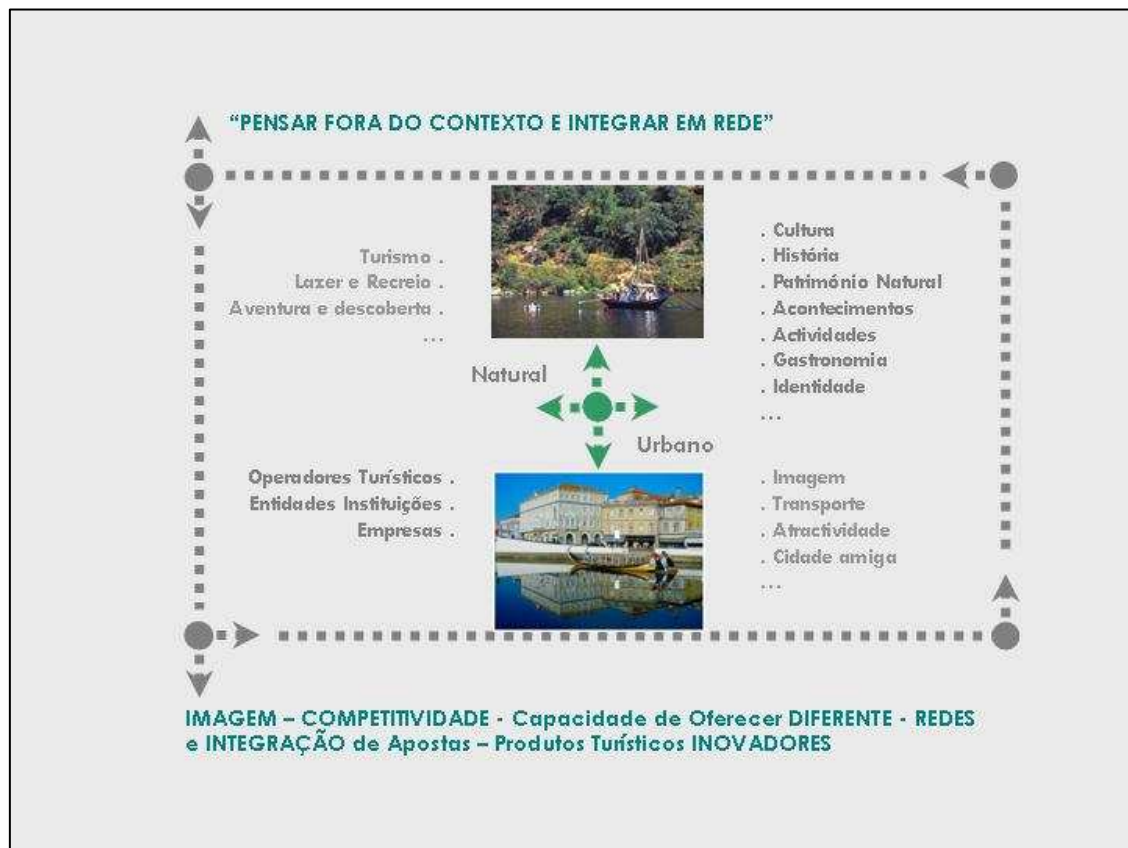 “PENSAR FORA DO CONTEXTO E INTEGRAR EM REDE”
Turismo .
Lazer e Recreio .
Aventura e descoberta .
...
. Cultura
. História
. Património Natural
. Acontecimentos
. Actividades
. Gastronomia
. Identidade
...
Natural
Urbano
Operadores Turísticos .
Entidades Instituições .
Empresas .
. Imagem
. Transporte
. Atractividade
. Cidade amiga
...
IMAGEM – COMPETITIVIDADE - Capacidade de Oferecer DIFERENTE - REDES
e INTEGRAÇÃO de Apostas – Produtos Turísticos INOVADORES